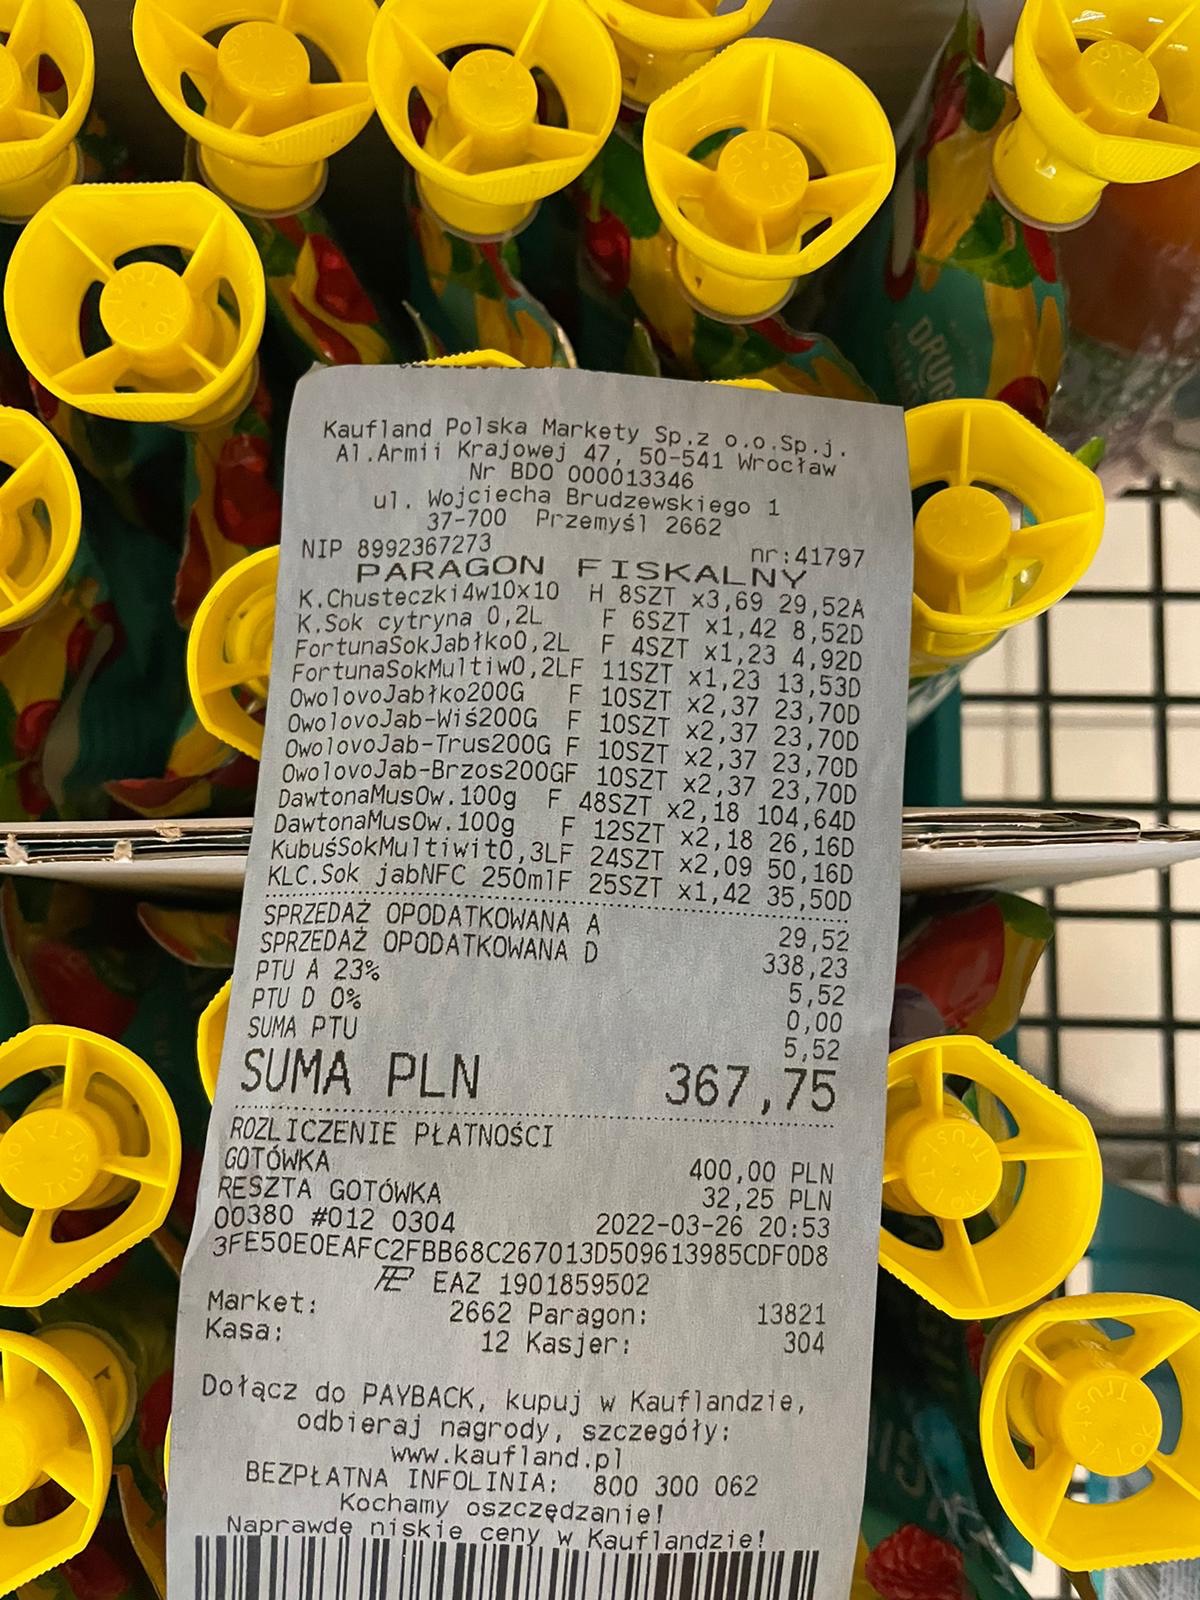 Kaufland Polska Markety Sp.z o.o.Sp.j.
Al.Armii Krajowej 47, 50-541 Wrocław
Nr BDO 000013346
ul. Wojciecha Brudzewskiego 1
37-700 Przemyśl 2662
NIP 8992367273 nr:41797
PARAGON FISKALNY
K.Chusteczki4w10x10 H 8SZT x3,69 29,52A
K.Sok cytryna 0,2L F 6SZT x1,42 8,52D
FortunaSokJabłko0,2L F 4SZT x1,23 4,92D
FortunaSokMultiw0,2LF 11SZT x1,23 13,53D
OwolovoJabłko200G F 10SZT x2,37 23,70D
OwolovoJab-Wiś200G F 10SZT x2,37 23,70D
OwolovoJab-Trus200G F 10SZT x2,37 23,70D
OwolovoJab-Brzos200GF 10SZT x2,37 23,70D
DawtonaMusOw.100g F 48SZT x2,18 104,64D
DawtonaMusOw.100g F 12SZT x2,18 26,16D
KubuśSokMultiwit0,3LF 24SZT x2,09 50,16D
KLC.Sok jabNFC 250mlF 25SZT x1,42 35,50D
SPRZEDAŻ OPODATKOWANA A 29,52
SPRZEDAŻ OPODATKOWANA D 338,23
PTU A 23% 5,52
PTU D 0% 0,00
SUMA PTU 5,52
SUMA PLN 367,75
ROZLICZENIE PŁATNOŚCI
GOTÓWKA 400,00 PLN
RESZTA GOTÓWKA 32,25 PLN
00380 #012 0304 2022-03-26 20:53
3FE50E0EAFC2FBB68C267013D509613985CDF0D8
EAZ 1901859502
Market: 2662 Paragon: 13821
Kasa: 12 Kasjer: 304
Dołącz do PAYBACK, kupuj w Kauflandzie,
odbieraj nagrody, szczegóły:
www.kaufland.pl
BEZPŁATNA INFOLINIA: 800 300 062
Kochamy oszczędzanie!
Naprawdę niskie ceny w Kauflandzie!